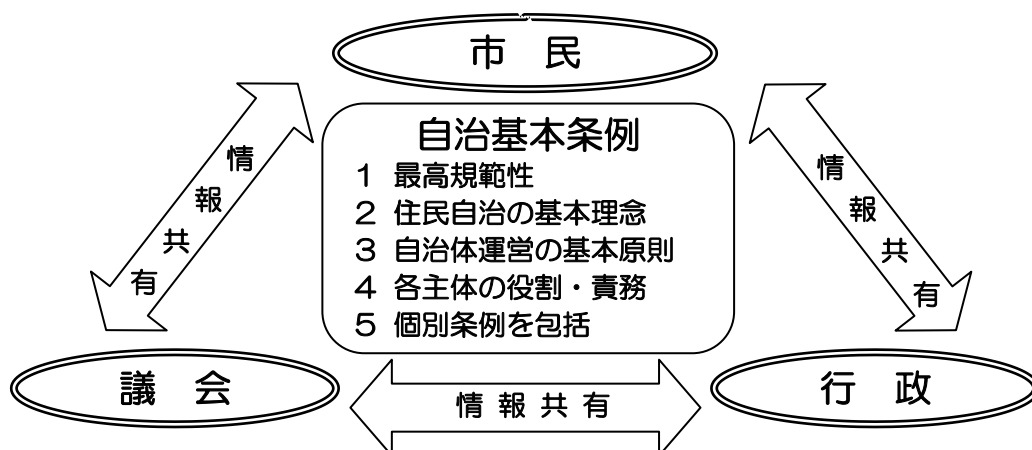 市　民
自治基本条例
1 最高規範性
2 住民自治の基本理念
3 自治体運営の基本原則
4 各主体の役割・責務
5 個別条例を包括
情報共有
情報共有
議　会
情報共有
行　政